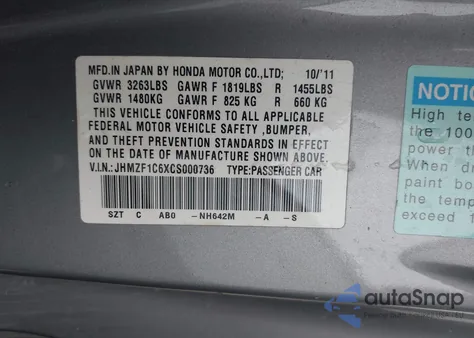 MFD.IN JAPAN BY HONDA MOTOR CO.,LTD. 10/'11
GVWR 3263LBS GAWR F 1819LBS R 1455LBS
GVWR 1480KG GAWR F 825 KG R 660 KG
THIS VEHICLE CONFORMS TO ALL APPLICABLE
FEDERAL MOTOR VEHICLE SAFETY ,BUMPER,
AND THEFT PREVENTION STANDARDS IN EFFECT
ON THE DATE OF MANUFACTURE SHOWN ABOVE.
V.I.N.: JHMZF1C6XCS000736 TYPE:PASSENGER CAR
SZT C AB0 -NH642M -A -S
NOTIC
High te
the 100
power th
When dr
paint bo
the temp
exceed 1
autoSnap